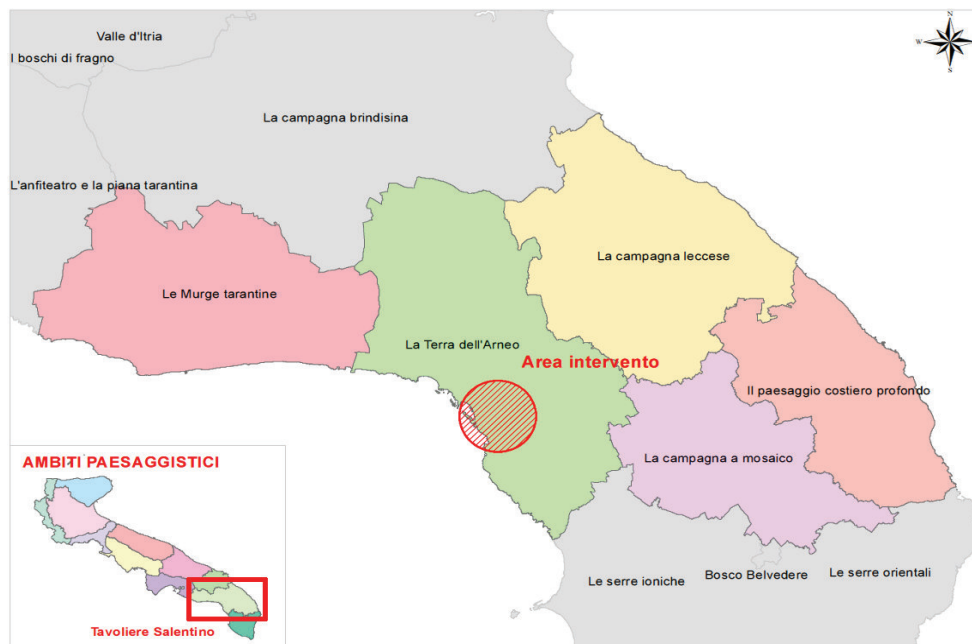 Valle d'Itria
I boschi di fragno
N
W
E
S
La campagna brindisina
L'anfiteatro e la piana tarantina
La campagna leccese
Le Murge tarantine
La Terra dell'Arneo
Area intervento
Il paesaggio costiero profondo
La campagna a mosaico
AMBITI PAESAGGISTICI
Le serre ioniche
Bosco Belvedere
Le serre orientali
Tavoliere Salentino